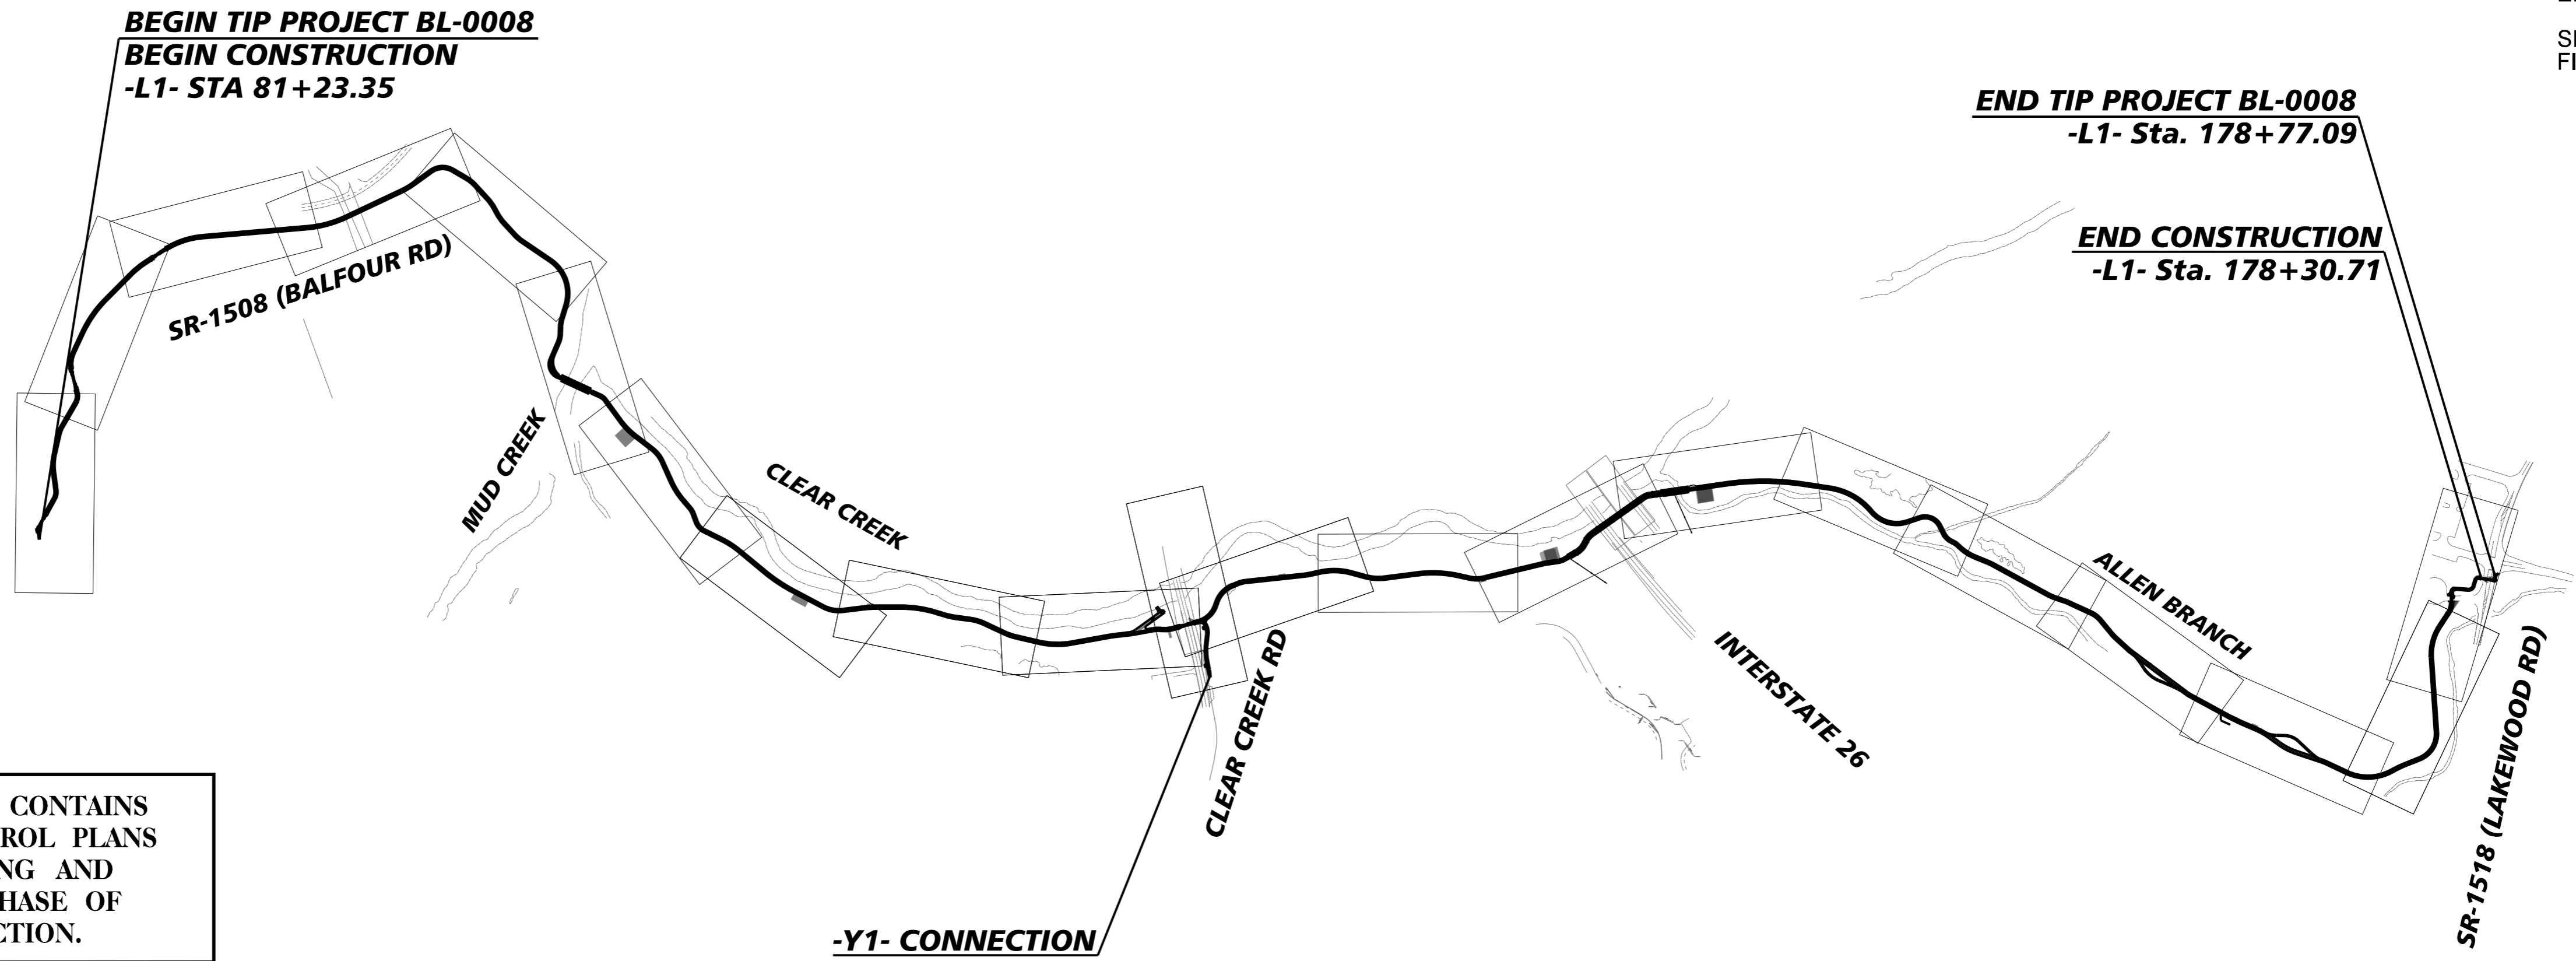 BEGIN TIP PROJECT BL-0008
BEGIN CONSTRUCTION
-L1- STA 81+23.35
END TIP PROJECT BL-0008
-L1- Sta. 178+77.09
END CONSTRUCTION
-L1- Sta. 178+30.71
SR-1508 (BALFOUR RD)
MUD CREEK
CLEAR CREEK
CLEAR CREEK RD
INTERSTATE 26
ALLEN BRANCH
SR-1518 (LAKEWOOD RD)
-Y1- CONNECTION
CONTAINS
ROL PLANS
NG AND
HASE OF
CTION.